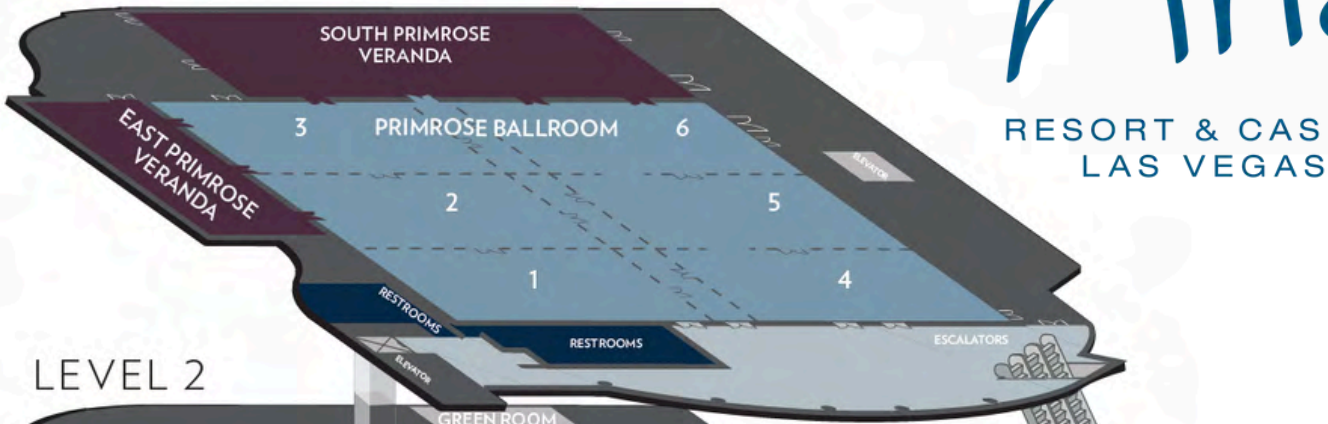 SOUTH PRIMROSE
VERANDA
EAST PRIMROSE
VERANDA
3
PRIMROSE BALLROOM
6
ELEVATOR
2
5
1
4
RESTROOMS
RESTROOMS
ESCALATORS
ELEVATOR
LEVEL 2
GREEN ROOM
RESORT & CAS
LAS VEGAS